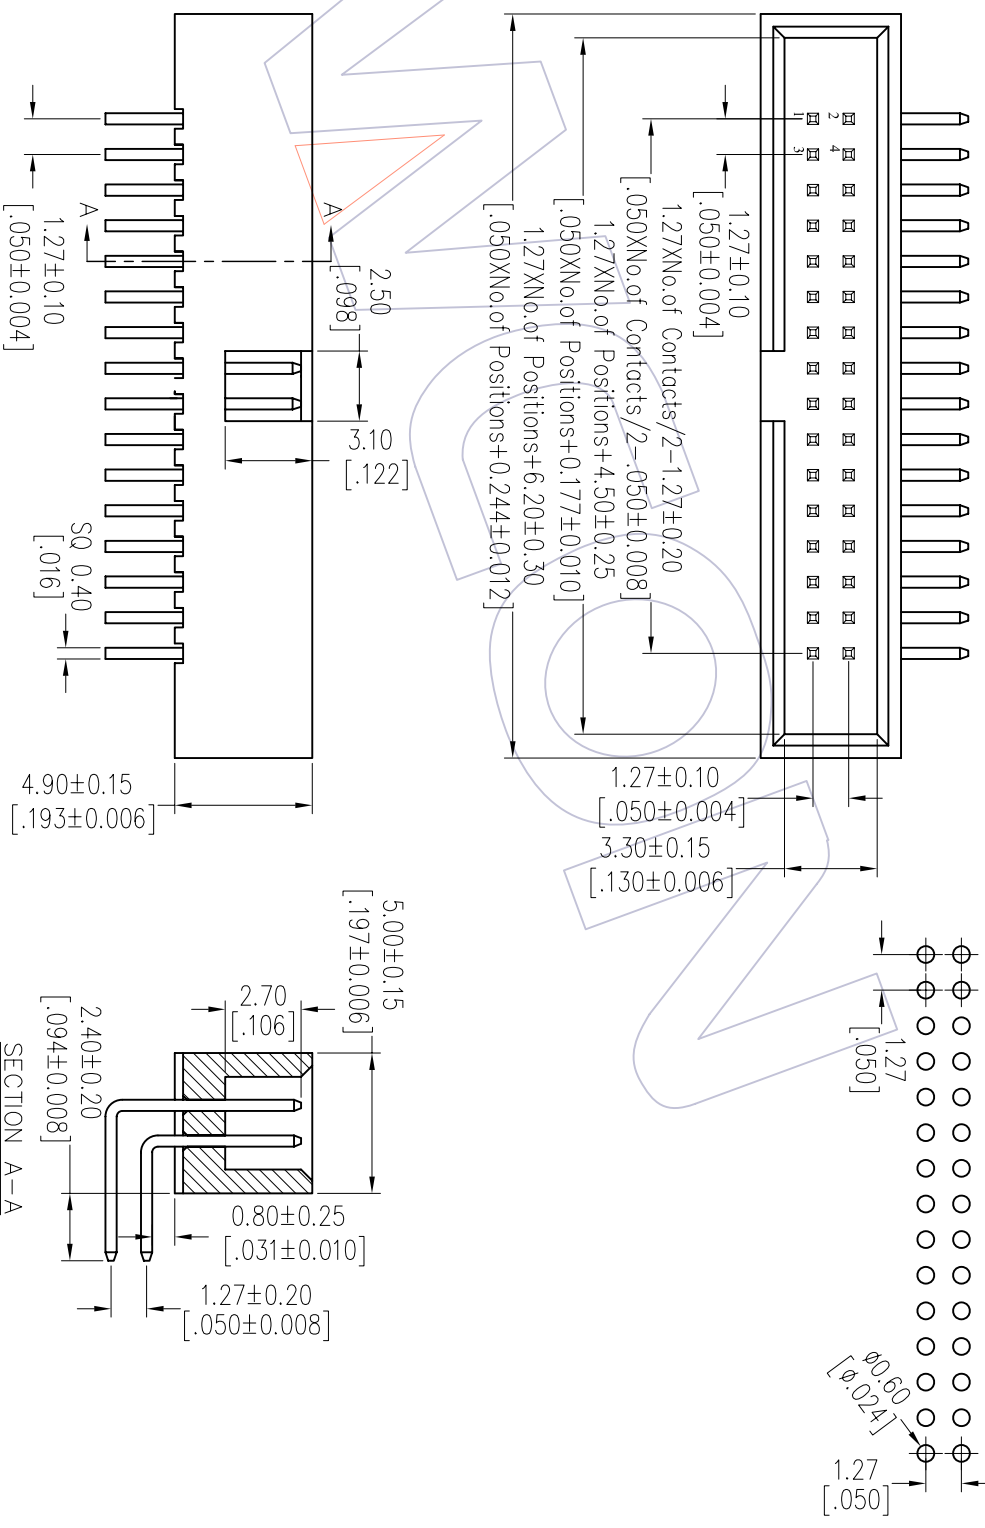 1
2
3
4
1.27±0.10
[.050±0.004]
1.27XNo.of Contacts/2-1.27±0.20
[.050XNo.of Contacts/2-.050±0.008]
1.27XNo.of Positions+4.50±0.25
[.050XNo.of Positions+0.177±0.010]
1.27XNo.of Positions+6.20±0.30
[.050XNo.of Positions+0.244±0.012]
1.27±0.10
[.050±0.004]
3.30±0.15
[.130±0.006]
A
A
2.50
[.098]
3.10
[.122]
1.27±0.10
[.050±0.004]
SQ 0.40
[.016]
4.90±0.15
[.193±0.006]
5.00±0.15
[.197±0.006]
2.70
[.106]
2.40±0.20
[.094±0.008]
0.80±0.25
[.031±0.010]
1.27±0.20
[.050±0.008]
SECTION A-A
1.27
[.050]
ø0.60
[ø.024]
1.27
[.050]